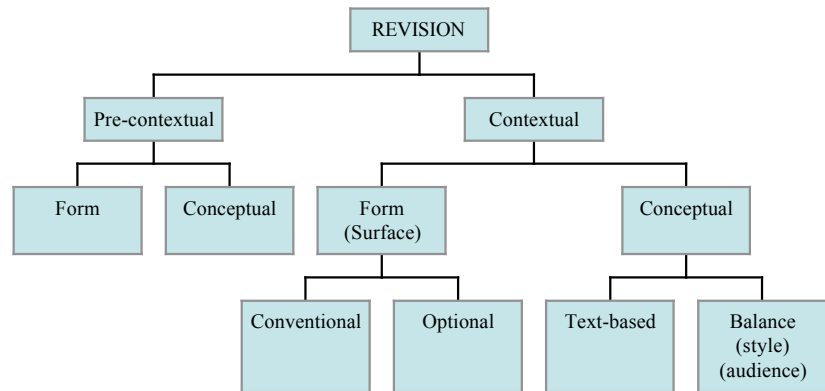 REVISION
Pre-contextual
Contextual
Form
Conceptual
Form
(Surface)
Conceptual
Conventional
Optional
Text-based
Balance
(style)
(audience)